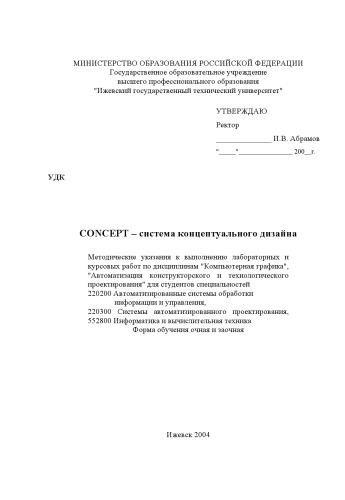 МИНИСТЕРСТВО ОБРАЗОВАНИЯ РОССИЙСКОЙ ФЕДЕРАЦИИ
Государственное образовательное учреждение
высшего профессионального образования
"Ижевский государственный технический университет"
УТВЕРЖДАЮ
Ректор
_______________ И.В. Абрамов
"_____"________________ 200__г.
УДК
CONCEPT – система концептуального дизайна
Методические указания к выполнению лабораторных и
курсовых работ по дисциплинам "Компьютерная графика",
"Автоматизация конструкторского и технологического
проектирования" для студентов специальностей
220200 Автоматизированные системы обработки
информации и управления,
220300 Системы автоматизированного проектирования,
552800 Информатика и вычислительная техника
Форма обучения очная и заочная
Ижевск 2004